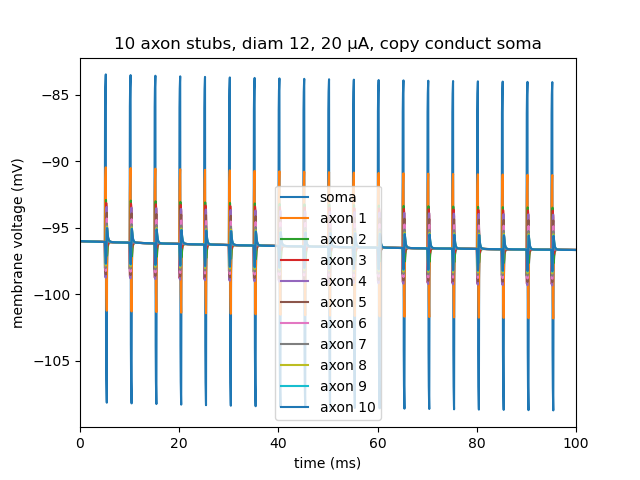 10 axon stubs, diam 12, 20 μA, copy conduct soma
membrane voltage (mV)
−85
−90
−95
−100
−105
soma
axon 1
axon 2
axon 3
axon 4
axon 5
axon 6
axon 7
axon 8
axon 9
axon 10
0
20
40
60
80
100
time (ms)